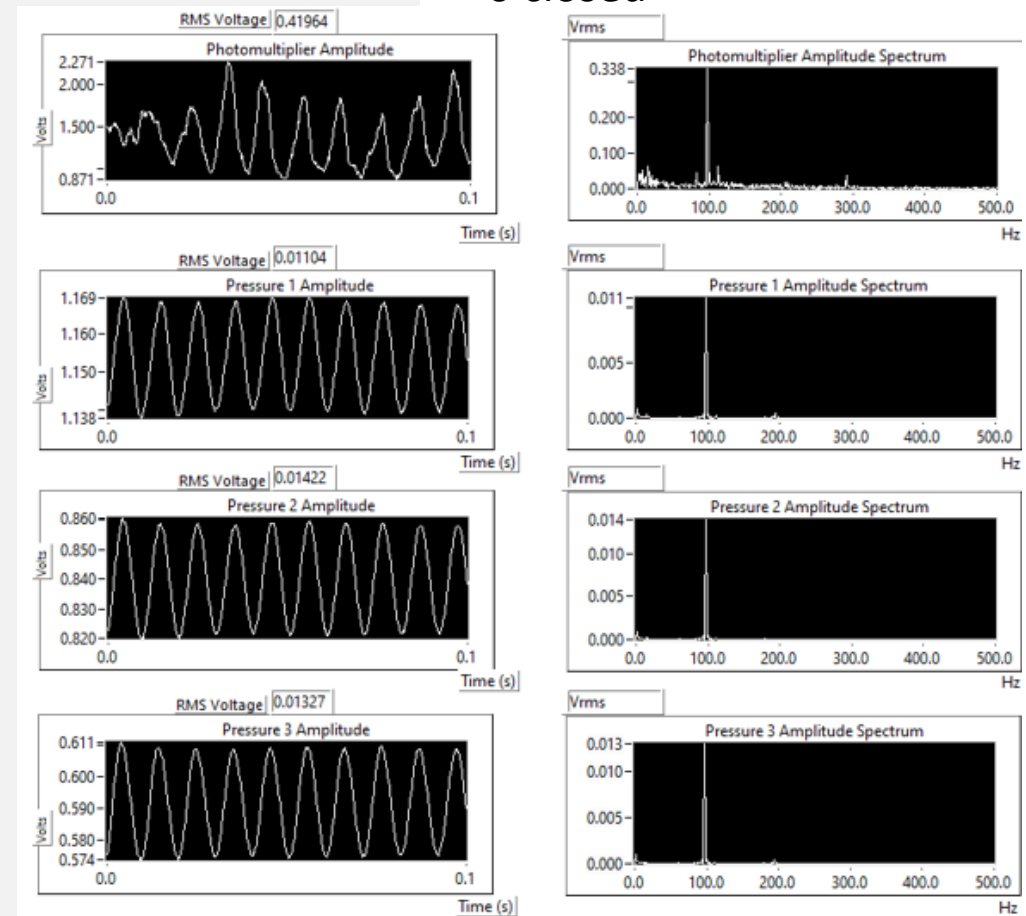 RMS Voltage 0.41964
Photomultiplier Amplitude
2.271
2.000
1.500
0.871
Volts
0.0 0.1
Time (s)
Vrms
Photomultiplier Amplitude Spectrum
0.338
0.200
0.100
0.000
0.0 100.0 200.0 300.0 400.0 500.0
Hz
RMS Voltage 0.01104
Pressure 1 Amplitude
1.169
1.160
1.150
1.138
Volts
0.0 0.1
Time (s)
Vrms
Pressure 1 Amplitude Spectrum
0.011
0.005
0.000
0.0 100.0 200.0 300.0 400.0 500.0
Hz
RMS Voltage 0.01422
Pressure 2 Amplitude
0.860
0.850
0.840
0.830
0.820
Volts
0.0 0.1
Time (s)
Vrms
Pressure 2 Amplitude Spectrum
0.014
0.010
0.005
0.000
0.0 100.0 200.0 300.0 400.0 500.0
Hz
RMS Voltage 0.01327
Pressure 3 Amplitude
0.611
0.600
0.590
0.580
0.574
Volts
0.0 0.1
Time (s)
Vrms
Pressure 3 Amplitude Spectrum
0.013
0.010
0.005
0.000
0.0 100.0 200.0 300.0 400.0 500.0
Hz